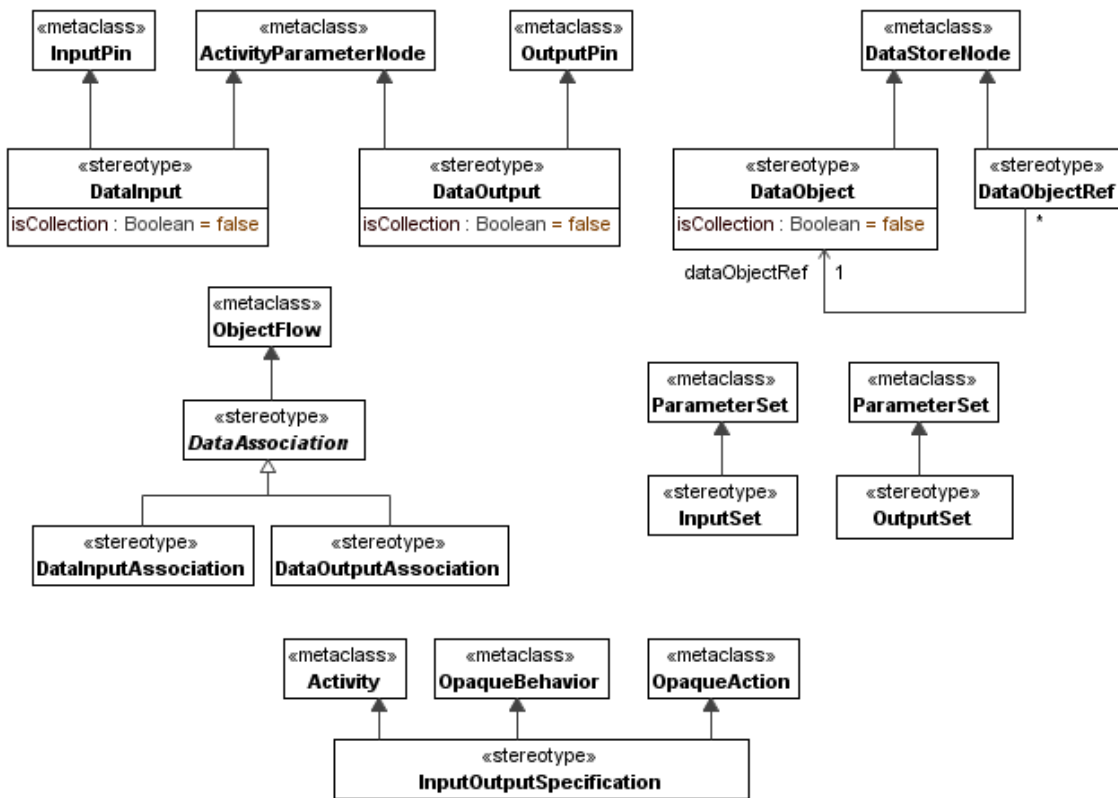 «metaclass»
InputPin
«metaclass»
ActivityParameterNode
«metaclass»
OutputPin
«metaclass»
DataStoreNode
«stereotype»
DataInput
isCollection : Boolean = false
«stereotype»
DataOutput
isCollection : Boolean = false
«stereotype»
DataObject
isCollection : Boolean = false
«stereotype»
DataObjectRef
*
dataObjectRef
1
«metaclass»
ObjectFlow
«stereotype»
DataAssociation
«metaclass»
ParameterSet
«metaclass»
ParameterSet
«stereotype»
InputSet
«stereotype»
OutputSet
«stereotype»
DataInputAssociation
«stereotype»
DataOutputAssociation
«metaclass»
Activity
«metaclass»
OpaqueBehavior
«metaclass»
OpaqueAction
«stereotype»
InputOutputSpecification